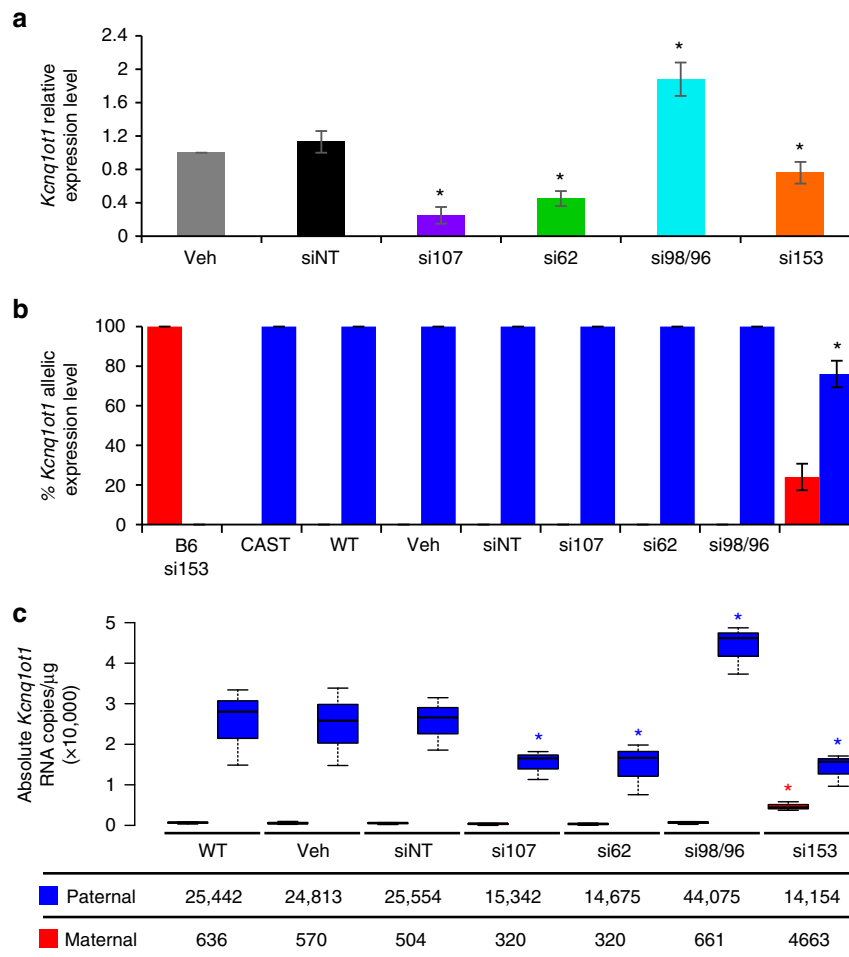 a
Kcnq1ot1 relative
expression level
2.4
2
1.6
1.2
0.8
0.4
0
*
*
*
*
Veh siNT si107 si62 si98/96 si153
b
% Kcnq1ot1 allelic
expression level
100
80
60
40
20
0
*
B6 CAST WT Veh siNT si107 si62 si98/96
si153
c
Absolute Kcnq1ot1
RNA copies/μg
(×10,000)
5
4
3
2
1
0
*
*
*
*
*
WT Veh siNT si107 si62 si98/96 si153
Paternal 25,442 24,813 25,554 15,342 14,675 44,075 14,154
Maternal 636 570 504 320 320 661 4663